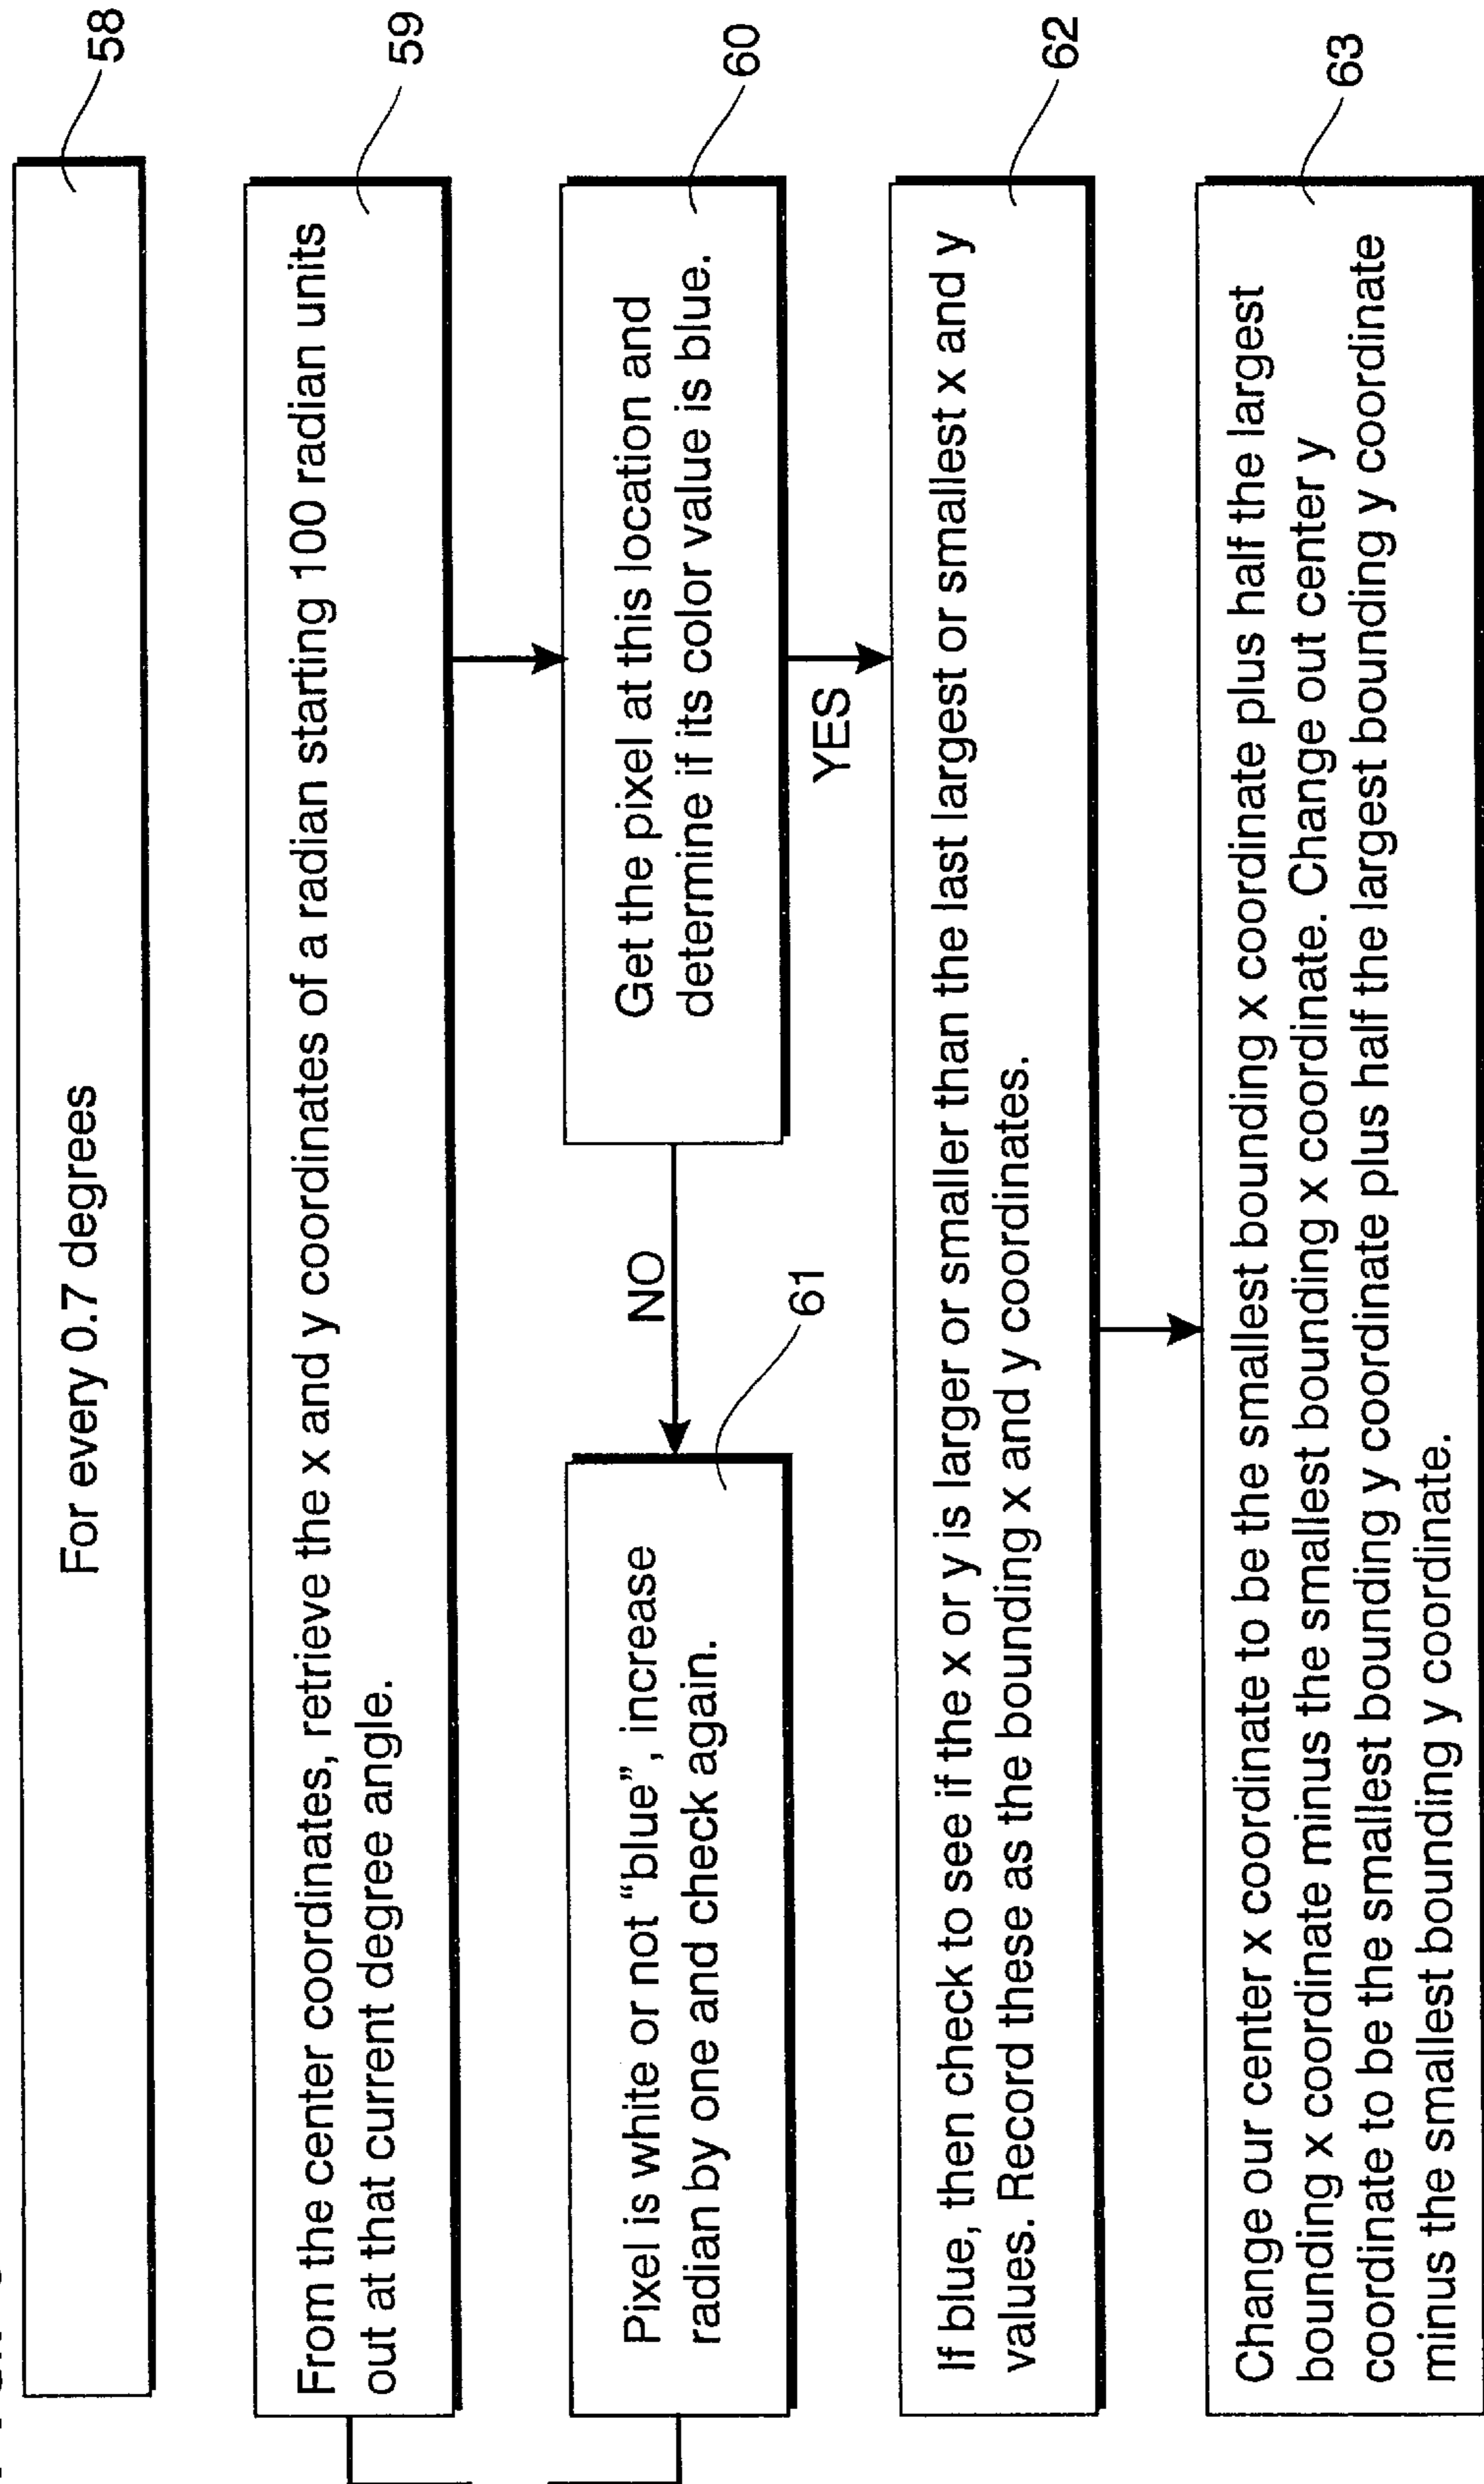 58
For every 0.7 degrees
59
From the center coordinates, retrieve the x and y coordinates of a radian starting 100 radian units
out at that current degree angle.
60
Get the pixel at this location and
determine if its color value is blue.
NO
YES
61
Pixel is white or not “blue”, increase
radian by one and check again.
62
If blue, then check to see if the x or y is larger or smaller than the last largest or smallest x and y
values. Record these as the bounding x and y coordinates.
63
Change our center x coordinate to be the smallest bounding x coordinate plus half the largest
bounding x coordinate minus the smallest bounding x coordinate. Change out center y
coordinate to be the smallest bounding y coordinate plus half the largest bounding y coordinate
minus the smallest bounding y coordinate.